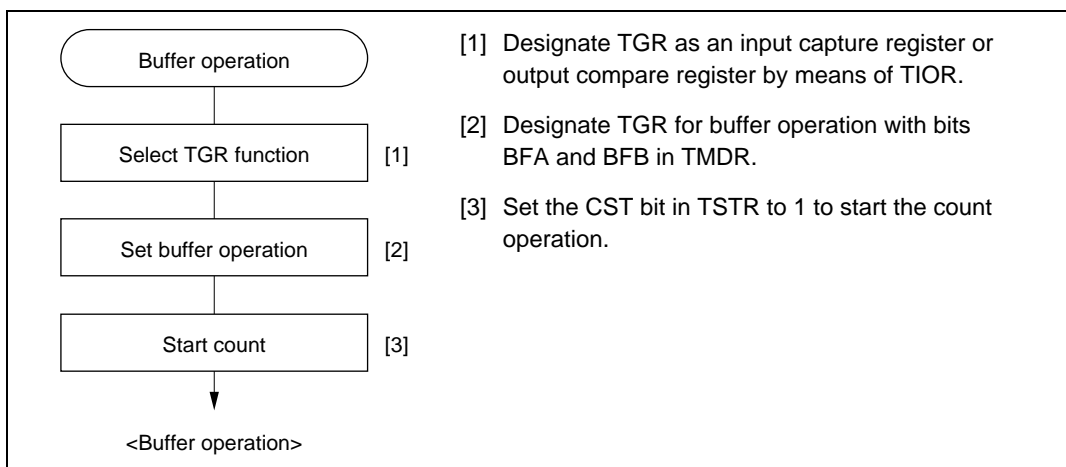 Buffer operation
Select TGR function
[1]
Set buffer operation
[2]
Start count
[3]
<Buffer operation>
[1] Designate TGR as an input capture register or
output compare register by means of TIOR.
[2] Designate TGR for buffer operation with bits
BFA and BFB in TMDR.
[3] Set the CST bit in TSTR to 1 to start the count
operation.